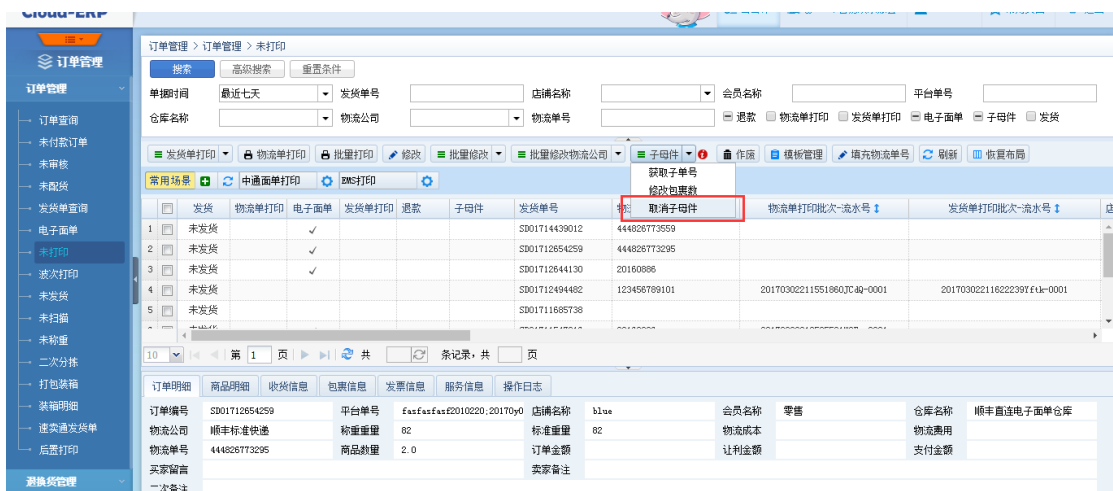 Cloud-ERP
订单管理
订单管理 > 订单管理 > 未打印
搜索 高级搜索 重置条件
订单管理
单据时间 最近七天 发货单号 店铺名称 会员名称 平台单号
仓库名称 物流公司 物流单号 退款 物流单打印 发货单打印 电子面单 子母件 发货
订单查询
未付款订单
未审核
未配货
发货单查询
电子面单
未打印
波次打印
未发货
未扫描
未称重
二次分拣
打包装箱
装箱明细
速卖通发货单
后置打印
退换货管理
发货单打印 物流单打印 批量打印 修改 批量修改 批量修改物流公司 子母件 作废 模板管理 填充物流单号 刷新 恢复布局
获取子单号
修改包裹数
取消子母件
常用场景 中通面单打印 EMS打印
发货 物流单打印 电子面单 发货单打印 退款 子母件 发货单号 物流单打印批次-流水号 发货单打印批次-流水号
1 未发货 ✓ SD01714439012 444826773559
2 未发货 ✓ SD01712654259 444826773295
3 未发货 ✓ SD01712644130 20160886
4 未发货 SD01712494482 123456789101 20170302211551860JCdQ-0001 20170302211622239Yftk-0001
5 未发货 SD01711685738
10 第 1 页 共 条记录，共 页
订单明细 商品明细 收货信息 包裹信息 发票信息 服务信息 操作日志
订单编号 SD01712654259 平台单号 fasfasfasf2010220;20170y0 店铺名称 blue 会员名称 零售 仓库名称 顺丰直连电子面单仓库
物流公司 顺丰标准快递 称重重量 82 标准重量 82 物流成本 物流费用
物流单号 444826773295 商品数量 2.0 订单金额 让利金额 支付金额
买家留言 卖家备注
二次备注